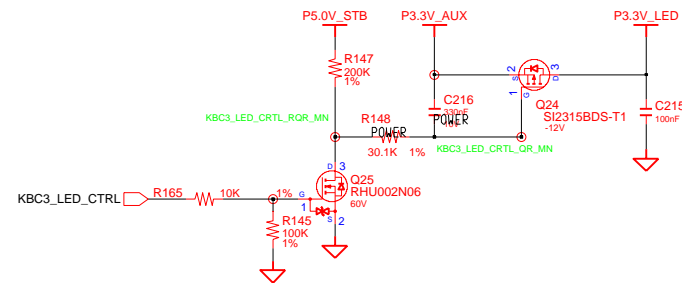 P5.0V_STB
P3.3V_AUX
P3.3V_LED
R147
200K
1%
2
S
D
3
1
G
Q24
SI2315BDS-T1
-12V
C216
330nF
10V
POWER
C215
100nF
KBC3_LED_CRTL_RQR_MN
R148
POWER
30.1K
1%
KBC3_LED_CRTL_QR_MN
D
3
Q25
RHU002N06
60V
KBC3_LED_CTRL
R165
10K
1%
G
1
S
2
R145
100K
1%